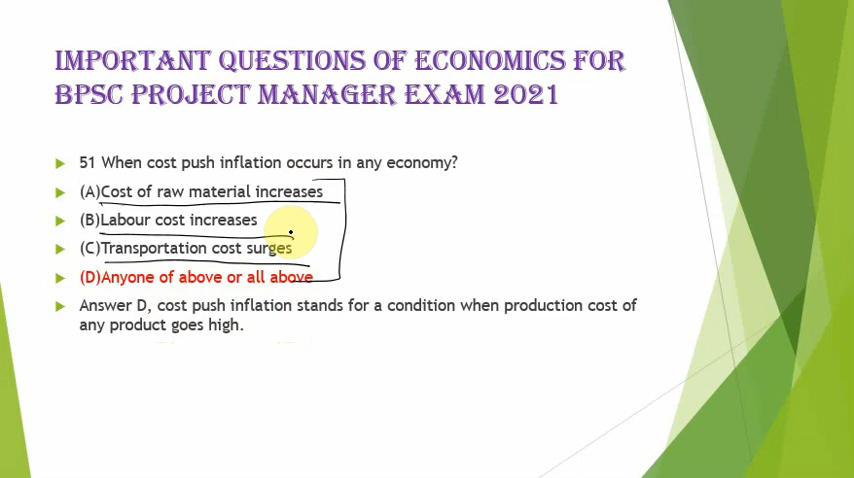 IMPORTANT QUESTIONS OF ECONOMICS FOR
BPSC PROJECT MANAGER EXAM 2021
51 When cost push inflation occurs in any economy?
(A)Cost of raw material increases
(B)Labour cost increases
(C)Transportation cost surges
(D)Anyone of above or all above
Answer D, cost push inflation stands for a condition when production cost of
any product goes high.